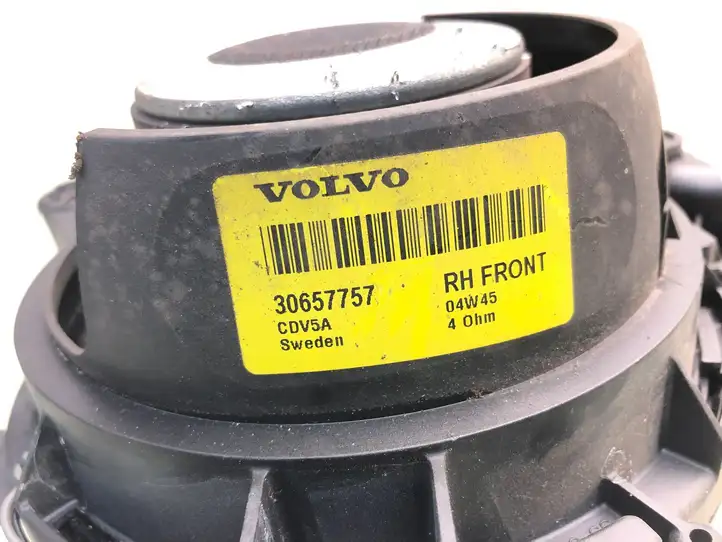 VOLVO
30657757
RH FRONT
CDV5A
04W45
Sweden
4 Ohm